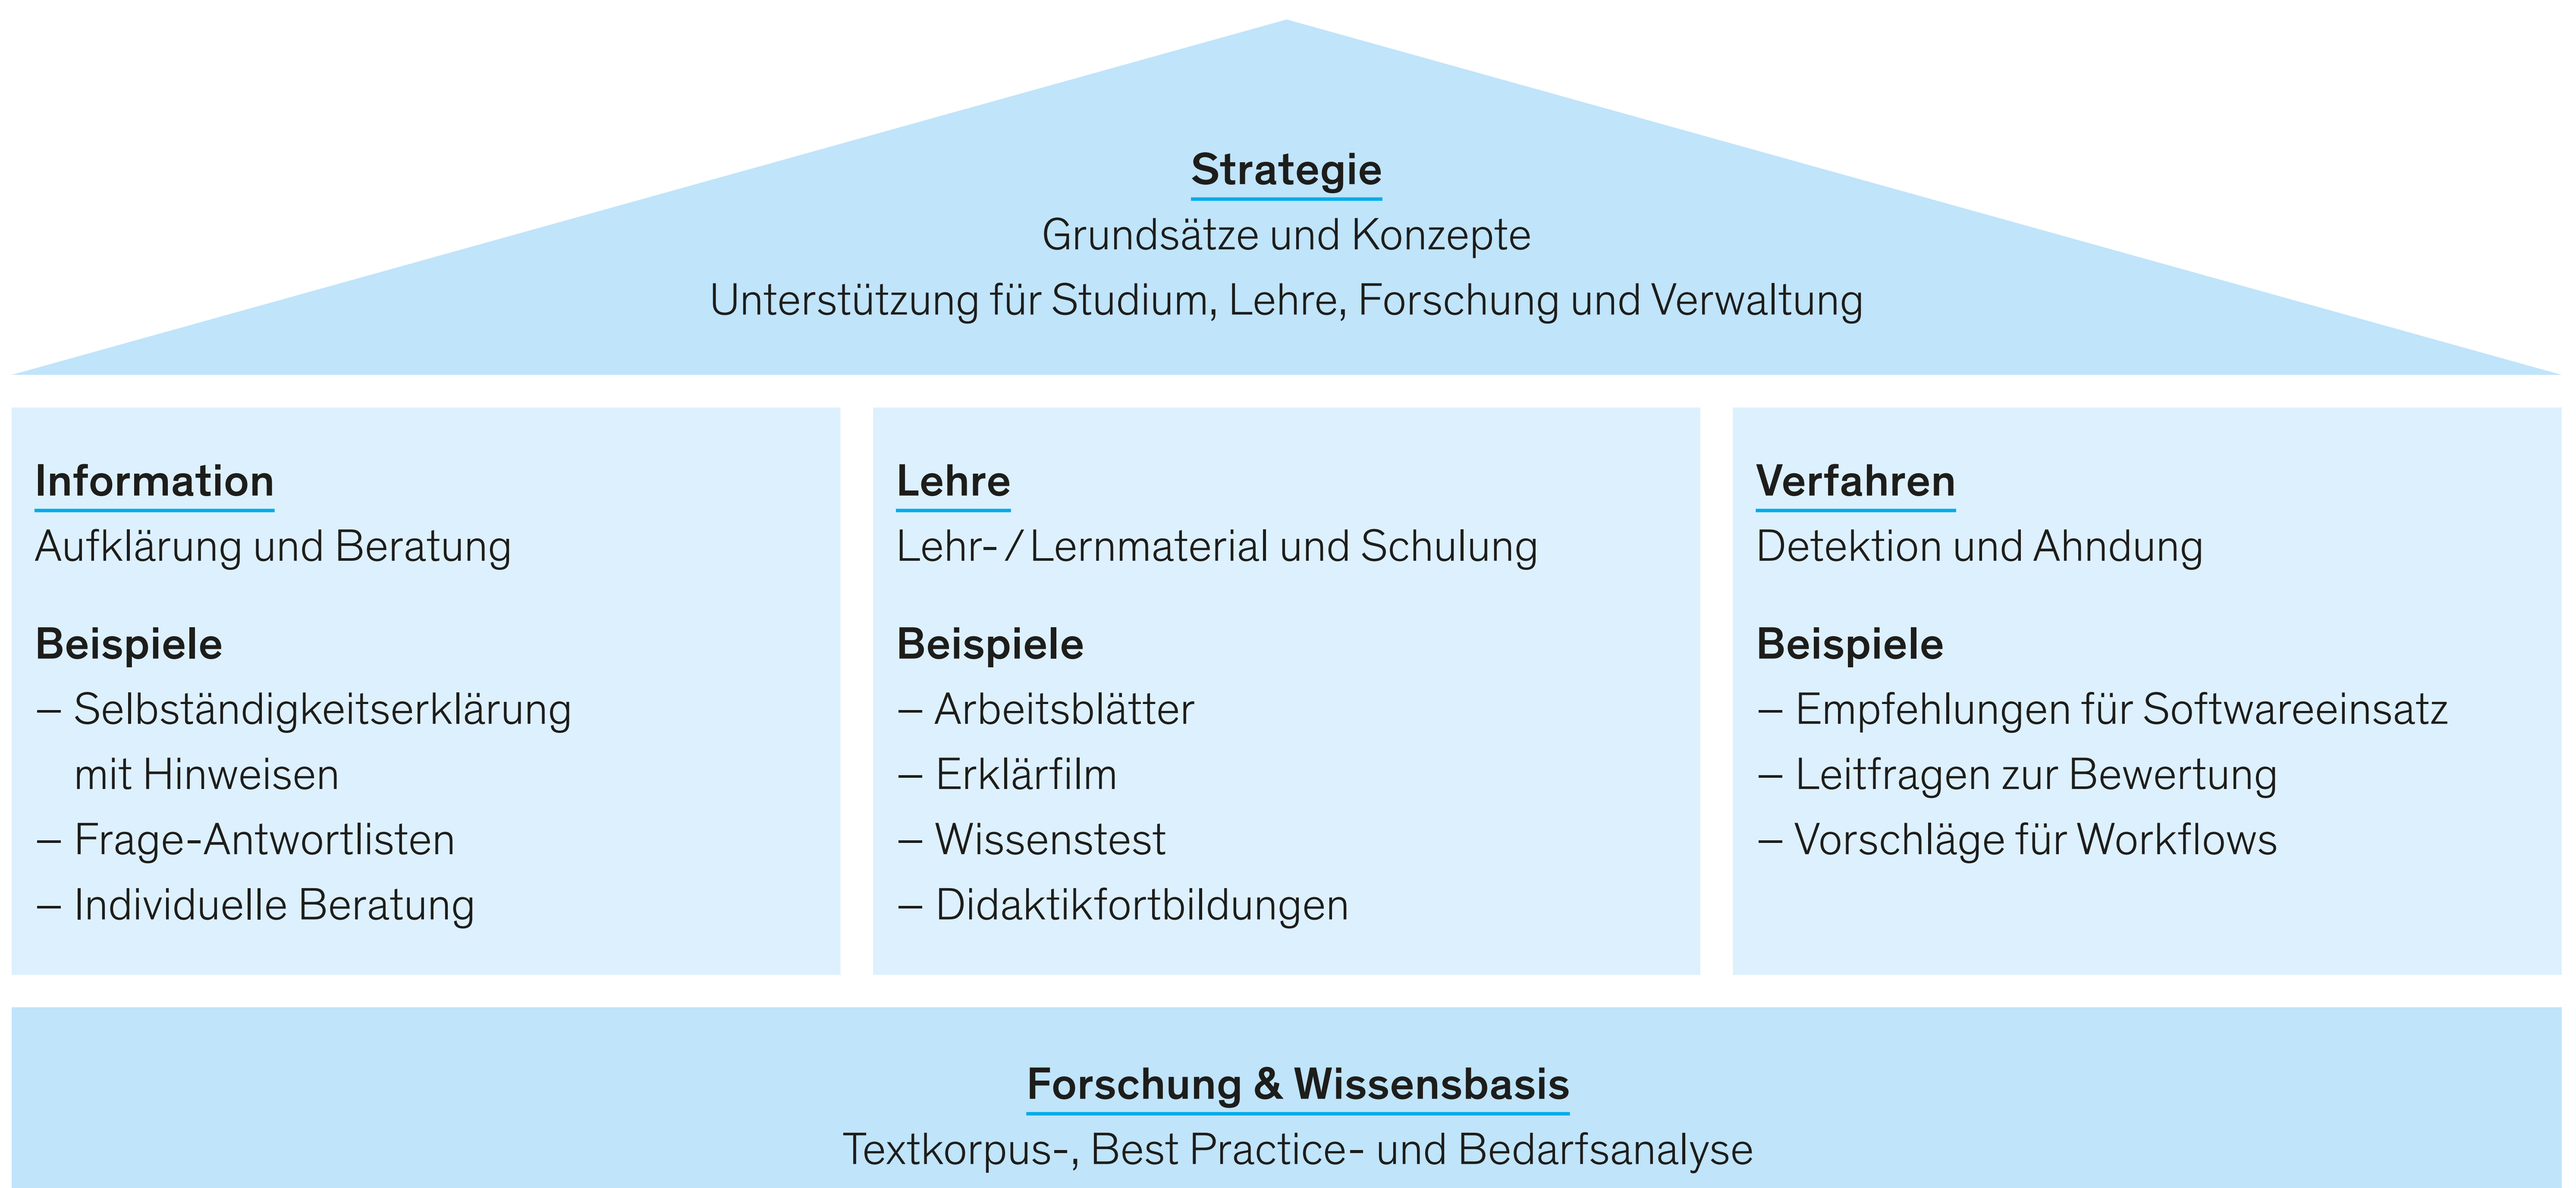 Strategie
Grundsätze und Konzepte
Unterstützung für Studium, Lehre, Forschung und Verwaltung
Information
Aufklärung und Beratung
Beispiele
– Selbständigkeitserklärung
mit Hinweisen
– Frage-Antwortlisten
– Individuelle Beratung
Lehre
Lehr- / Lernmaterial und Schulung
Beispiele
– Arbeitsblätter
– Erklärfilm
– Wissenstest
– Didaktikfortbildungen
Verfahren
Detektion und Ahndung
Beispiele
– Empfehlungen für Softwareeinsatz
– Leitfragen zur Bewertung
– Vorschläge für Workflows
Forschung & Wissensbasis
Textkorpus-, Best Practice- und Bedarfsanalyse